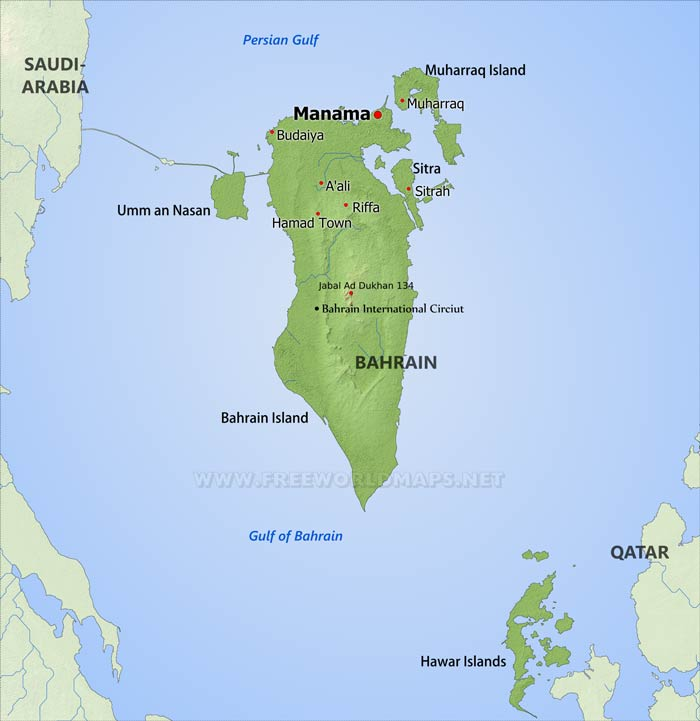 Persian Gulf
SAUDI-
ARABIA
Muharraq Island
Muharraq
Manama
Budaiya
Sitra
A'ali
Sitrah
Umm an Nasan
Riffa
Hamad Town
Jabal Ad Dukhan 134
Bahrain International Circiut
BAHRAIN
Bahrain Island
WWW.FREEWORLDMAPS.NET
Gulf of Bahrain
QATAR
Hawar Islands